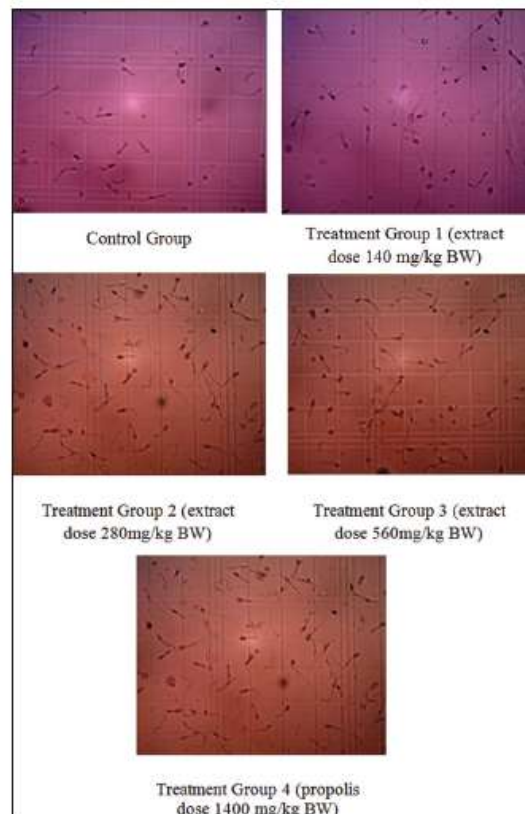 Control Group
Treatment Group 1 (extract
dose 140 mg/kg BW)
Treatment Group 2 (extract
dose 280mg/kg BW)
Treatment Group 3 (extract
dose 560mg/kg BW)
Treatment Group 4 (propolis
dose 1400 mg/kg BW)